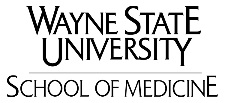 WAYNE STATE
UNIVERSITY
SCHOOL OF MEDICINE